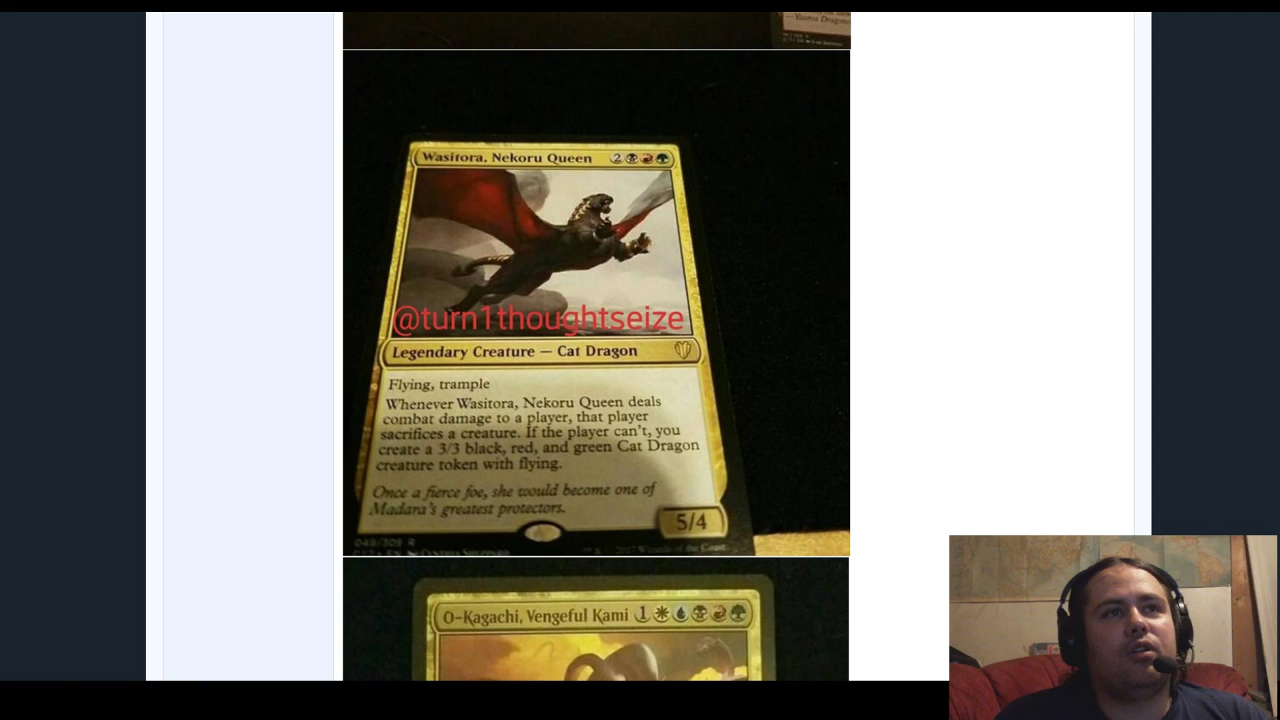 Wasitora, Nekoru Queen 2
@turn1thoughtseize
Legendary Creature — Cat Dragon
Flying, trample
Whenever Wasitora, Nekoru Queen deals
combat damage to a player, that player
sacrifices a creature. If the player can't, you
create a 3/3 black, red, and green Cat Dragon
creature token with flying.
Once a fierce foe, she would become one of
Madara's greatest protectors.
5/4
O-Kagachi, Vengeful Kami 1